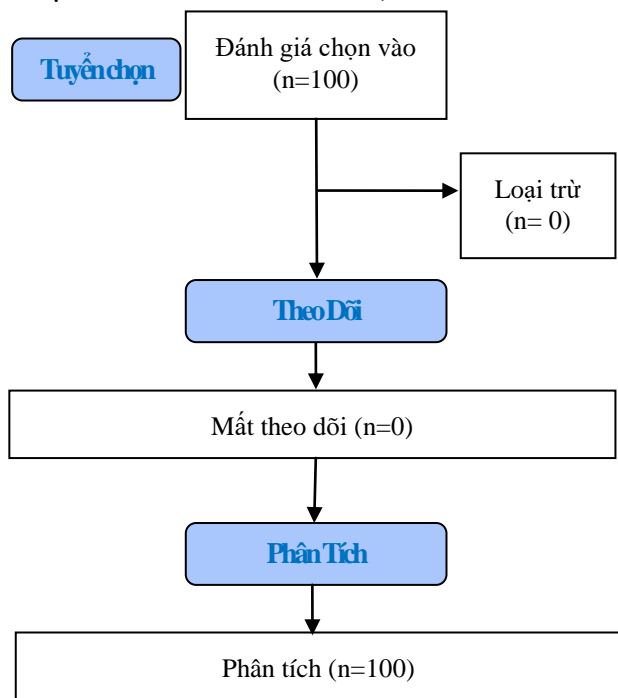 Tuyển chọn
Đánh giá chọn vào
(n=100)
Loại trừ
(n= 0)
Theo Dõi
Mất theo dõi (n=0)
Phân Tích
Phân tích (n=100)